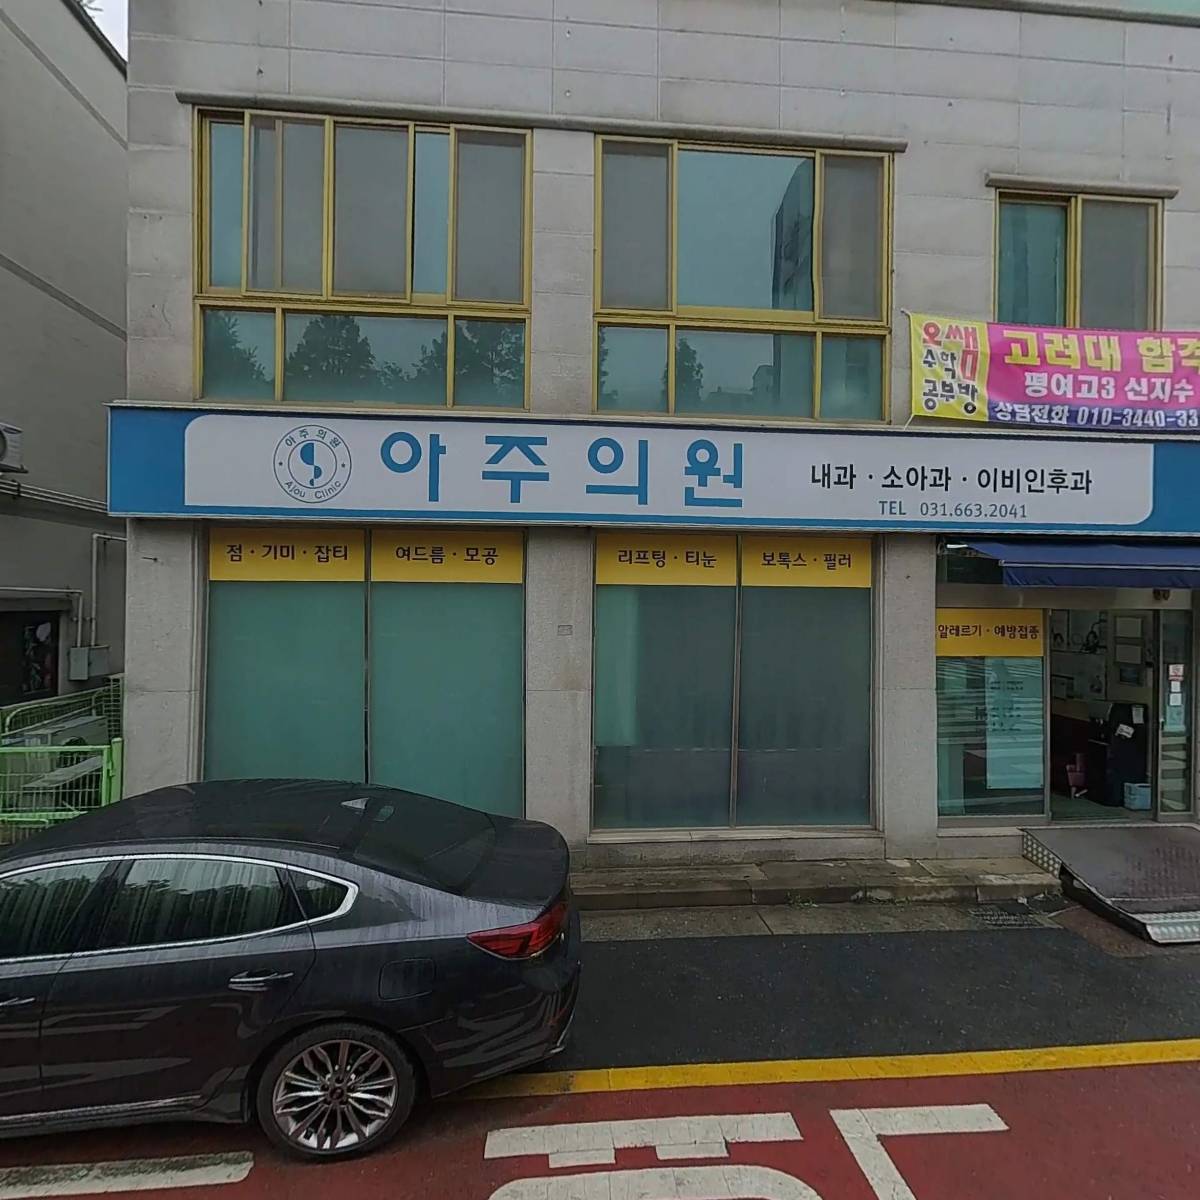 오쌤
수학
공부방
고려대 합격
평여고3 신지수
상담전화 010-3440-33
아주의원
Ajou Clinic
아주의원
내과 · 소아과 · 이비인후과
TEL 031.663.2041
점 · 기미 · 잡티
여드름 · 모공
리프팅 · 티눈
보톡스 · 필러
알레르기 · 예방접종